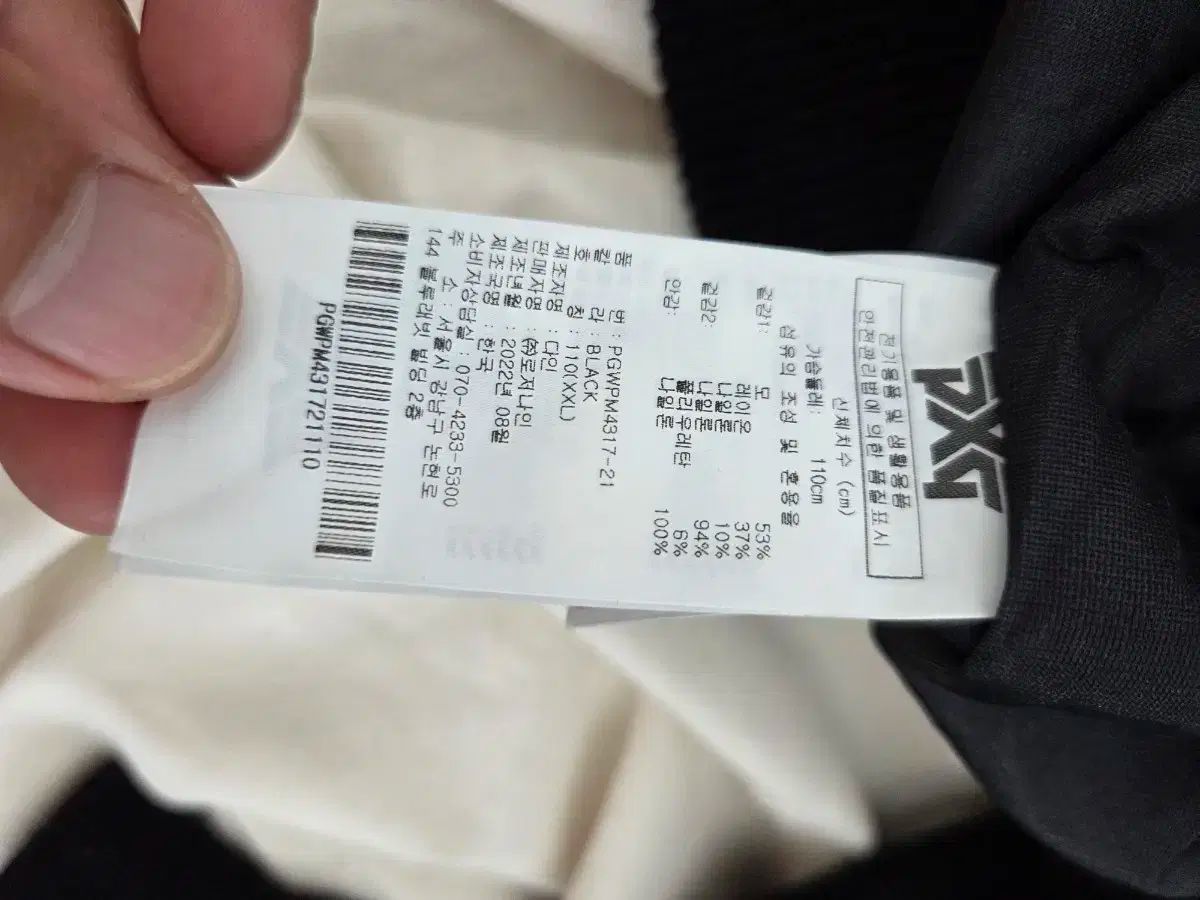 PXG
전기용품 및 생활용품
안전관리법에 의한 품질표시
신체치수 (cm)
가슴둘레: 110cm
섬유의 조성 및 혼용율
겉감1: 모 53%
레이온 37%
나일론 10%
겉감2: 나일론 94%
폴리우레탄 6%
안감: 나일론 100%
품 번 : PGWPM4317-21
칼 라 : BLACK
호 칭 : 110(XXL)
제조자명 : 다인
판매자명 : ㈜로저나인
제조년월 : 2022년 08월
제조국명 : 한국
소비자상담실 : 070-4233-5300
주 소 : 서울시 강남구 논현로
144 블루래빗 빌딩 2층
PGWPM431721110